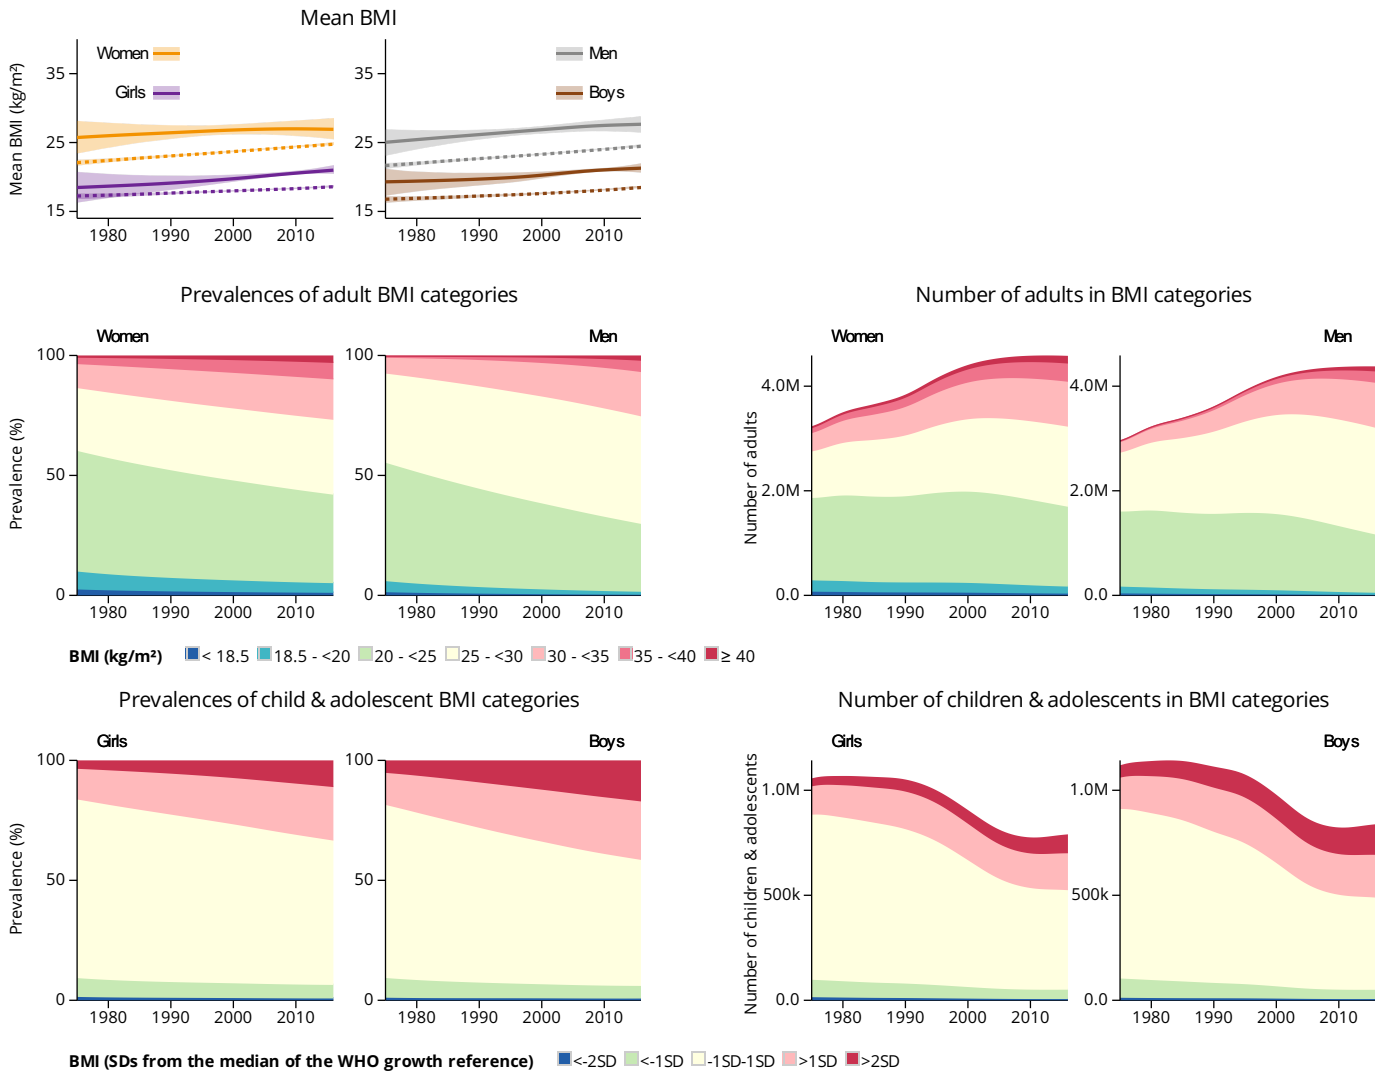 Mean BMI
Women
Girls
Men
Boys
Mean BMI (kg/m²)
35
25
15
1980 1990 2000 2010
35
25
15
1980 1990 2000 2010
Prevalences of adult BMI categories
Number of adults in BMI categories
Women
Men
Women
Men
Prevalence (%)
100
50
0
1980 1990 2000 2010
100
50
0
1980 1990 2000 2010
Number of adults
4.0M
2.0M
0.0
1980 1990 2000 2010
4.0M
2.0M
0.0
1980 1990 2000 2010
BMI (kg/m²) < 18.5 18.5 - <20 20 - <25 25 - <30 30 - <35 35 - <40 ≥ 40
Prevalences of child & adolescent BMI categories
Number of children & adolescents in BMI categories
Girls
Boys
Girls
Boys
Prevalence (%)
100
50
0
1980 1990 2000 2010
100
50
0
1980 1990 2000 2010
Number of children & adolescents
1.0M
500k
0.0
1980 1990 2000 2010
1.0M
500k
0.0
1980 1990 2000 2010
BMI (SDs from the median of the WHO growth reference) <-2SD <-1SD -1SD-1SD >1SD >2SD